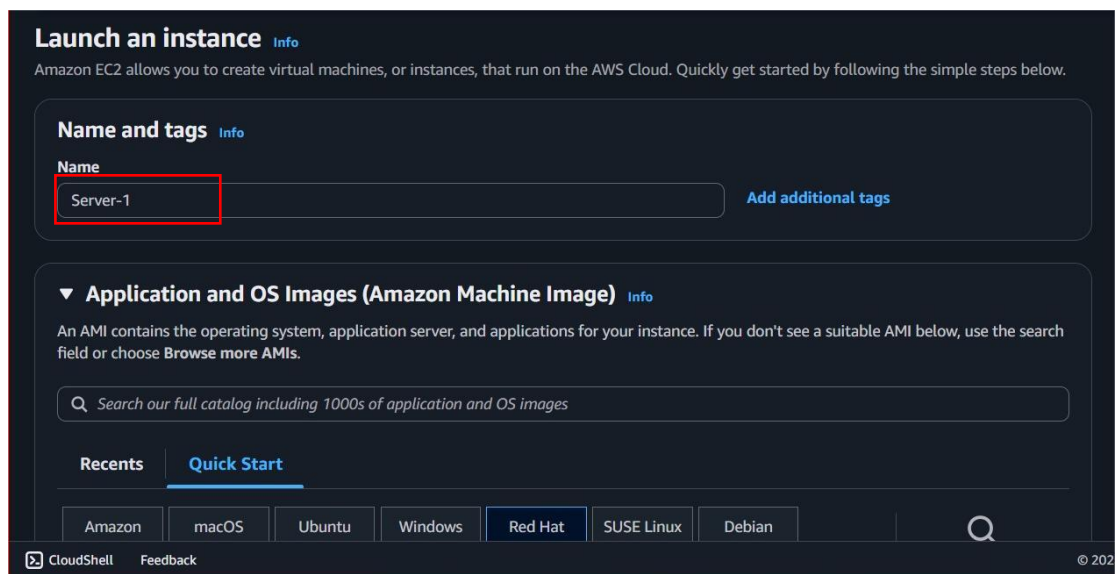 Launch an instance Info
Amazon EC2 allows you to create virtual machines, or instances, that run on the AWS Cloud. Quickly get started by following the simple steps below.
Name and tags Info
Name
Server-1
Add additional tags
▼ Application and OS Images (Amazon Machine Image) Info
An AMI contains the operating system, application server, and applications for your instance. If you don't see a suitable AMI below, use the search
field or choose Browse more AMIs.
Search our full catalog including 1000s of application and OS images
Recents Quick Start
Amazon macOS Ubuntu Windows Red Hat SUSE Linux Debian
CloudShell Feedback © 202